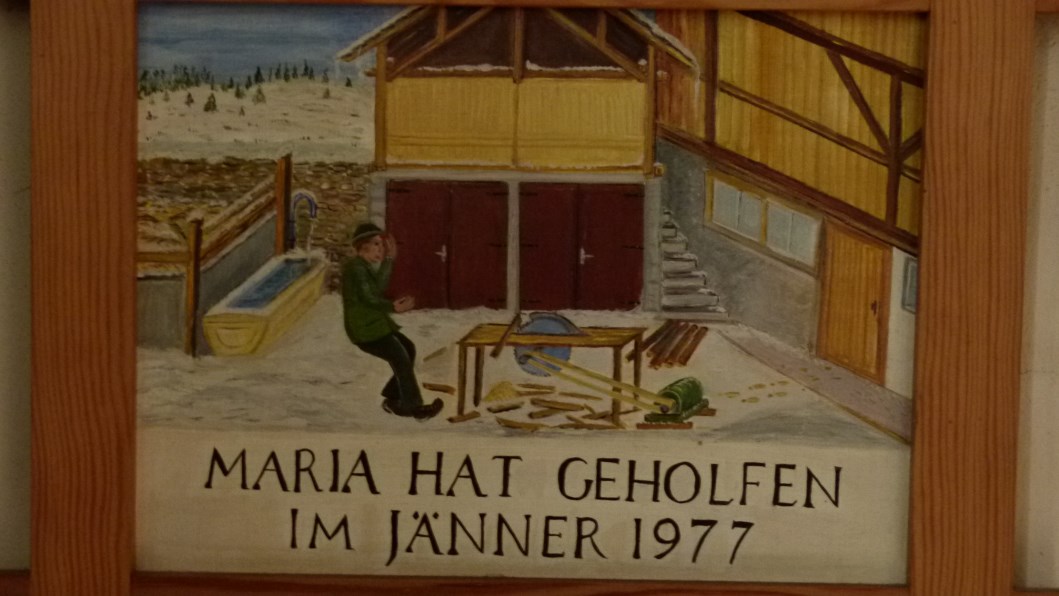 MARIA HAT GEHOLFEN
IM JÄNNER 1977